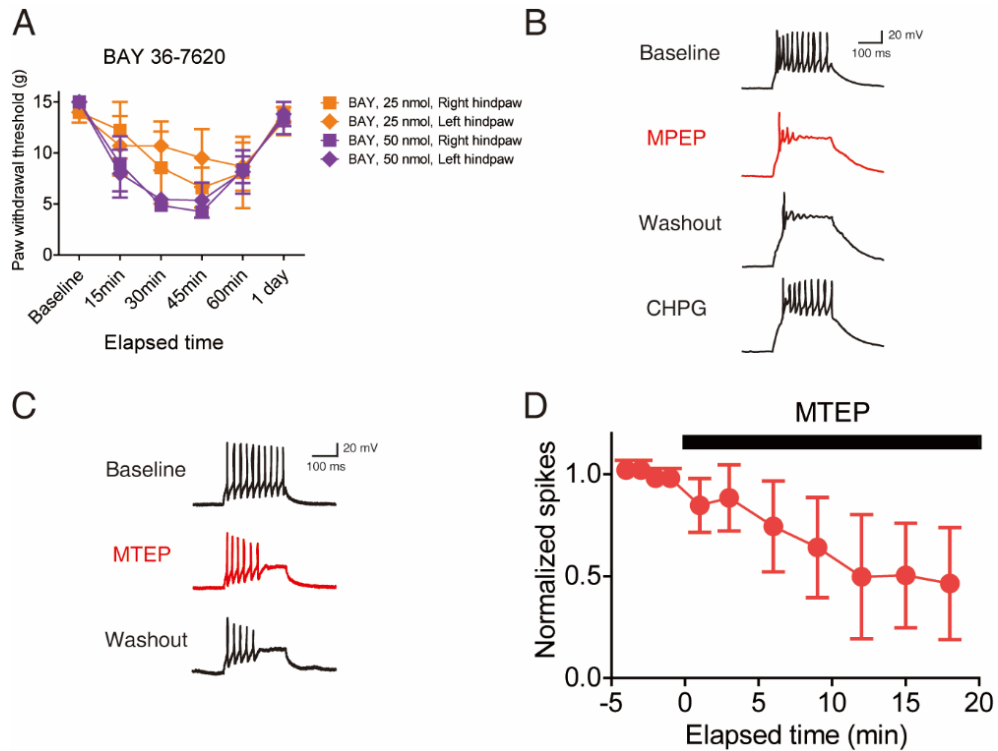 A
BAY 36-7620
Paw withdrawal threshold (g)
15
10
5
0
Baseline
15min
30min
45min
60min
1 day
Elapsed time
BAY, 25 nmol, Right hindpaw
BAY, 25 nmol, Left hindpaw
BAY, 50 nmol, Right hindpaw
BAY, 50 nmol, Left hindpaw
B
20 mV
100 ms
Baseline
MPEP
Washout
CHPG
C
20 mV
100 ms
Baseline
MTEP
Washout
D
MTEP
Normalized spikes
1.0
0.5
0.0
-5 0 5 10 15 20
Elapsed time (min)